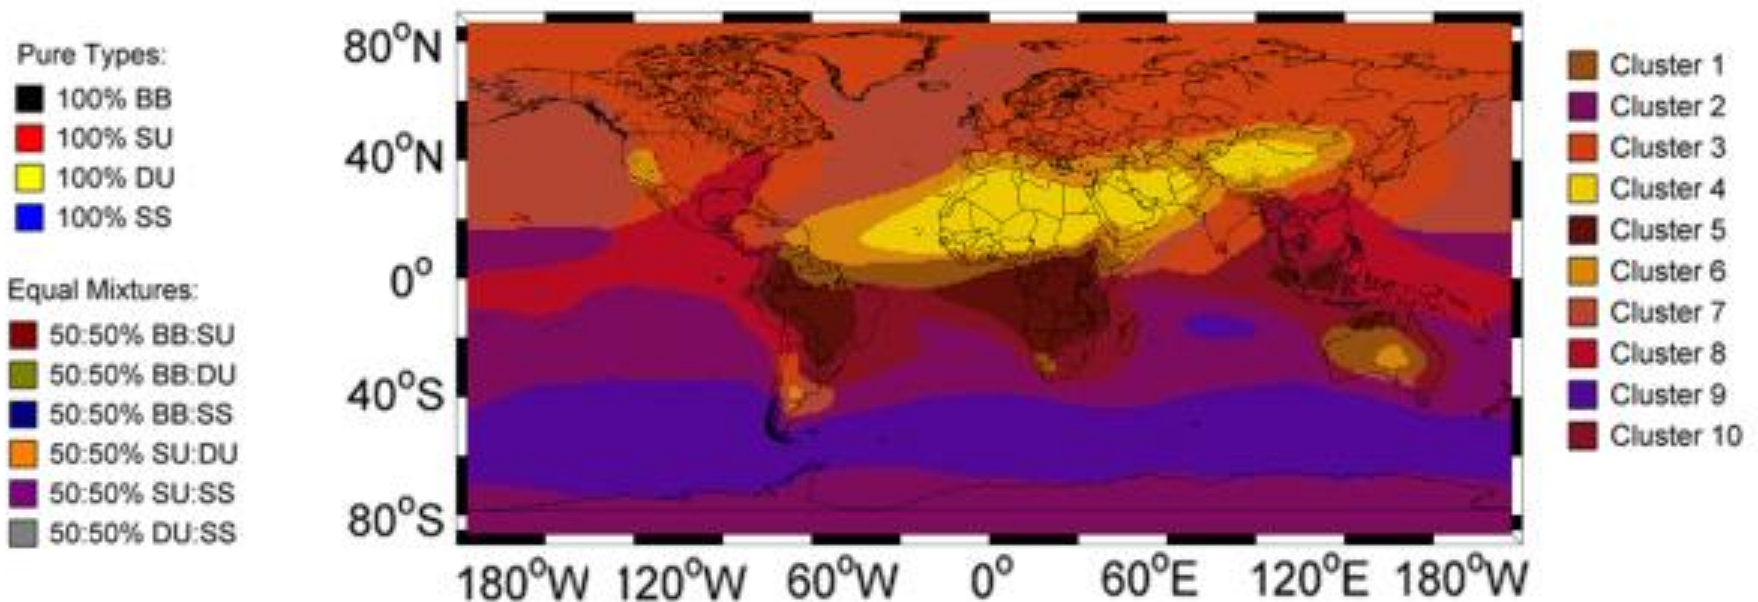 Pure Types:
100% BB
100% SU
100% DU
100% SS
Equal Mixtures:
50:50% BB:SU
50:50% BB:DU
50:50% BB:SS
50:50% SU:DU
50:50% SU:SS
50:50% DU:SS
80°N
40°N
0°
40°S
80°S
180°W 120°W 60°W 0° 60°E 120°E 180°W
Cluster 1
Cluster 2
Cluster 3
Cluster 4
Cluster 5
Cluster 6
Cluster 7
Cluster 8
Cluster 9
Cluster 10